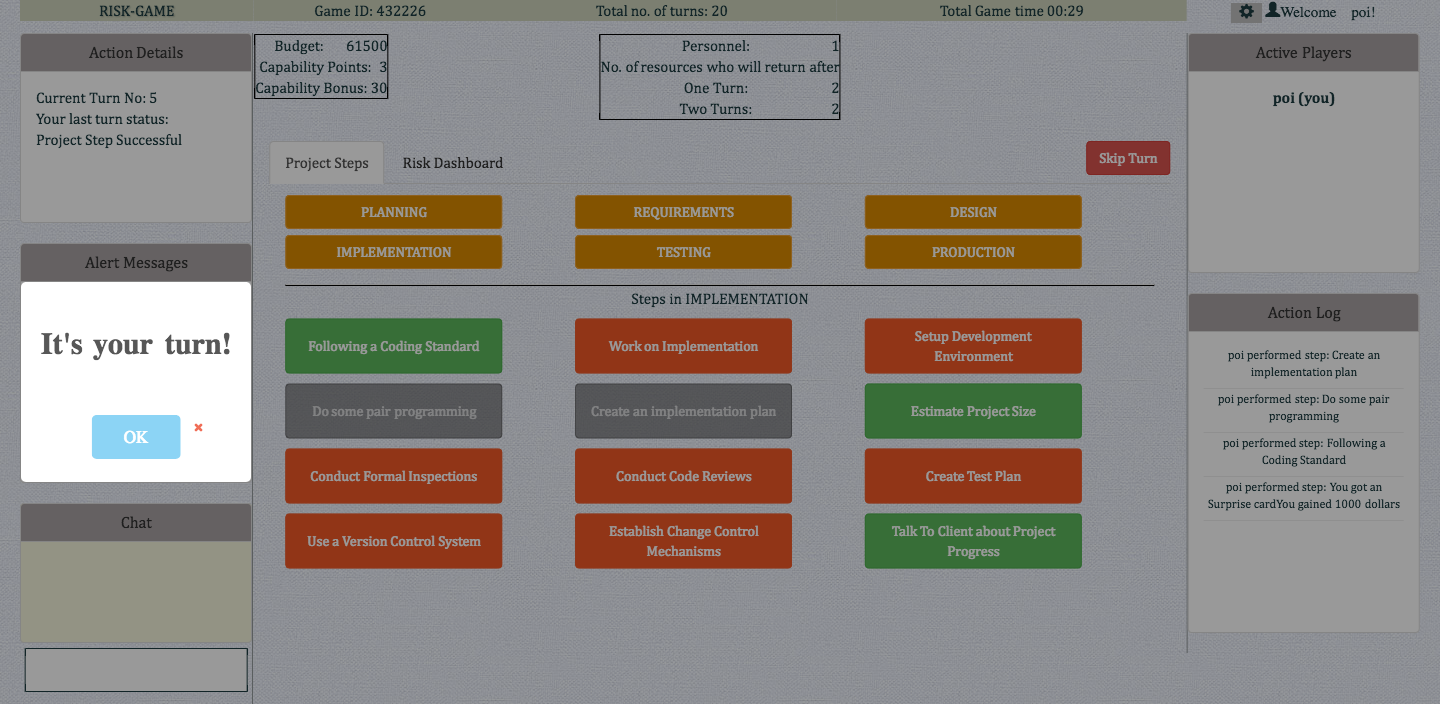 RISK-GAME
Game ID: 432226
Total no. of turns: 20
Total Game time 00:29
Welcome poi!
Action Details
Current Turn No: 5
Your last turn status:
Project Step Successful
Alert Messages
It's your turn!
OK
Chat
Budget: 61500
Capability Points: 3
Capability Bonus: 30
Personnel: 1
No. of resources who will return after
One Turn: 2
Two Turns: 2
Project Steps
Risk Dashboard
Skip Turn
PLANNING
REQUIREMENTS
DESIGN
IMPLEMENTATION
TESTING
PRODUCTION
Steps in IMPLEMENTATION
Following a Coding Standard
Work on Implementation
Setup Development
Environment
Do some pair programming
Create an implementation plan
Estimate Project Size
Conduct Formal Inspections
Conduct Code Reviews
Create Test Plan
Use a Version Control System
Establish Change Control
Mechanisms
Talk To Client about Project
Progress
Active Players
poi (you)
Action Log
poi performed step: Create an
implementation plan
poi performed step: Do some pair
programming
poi performed step: Following a
Coding Standard
poi performed step: You got an
Surprise cardYou gained 1000 dollars